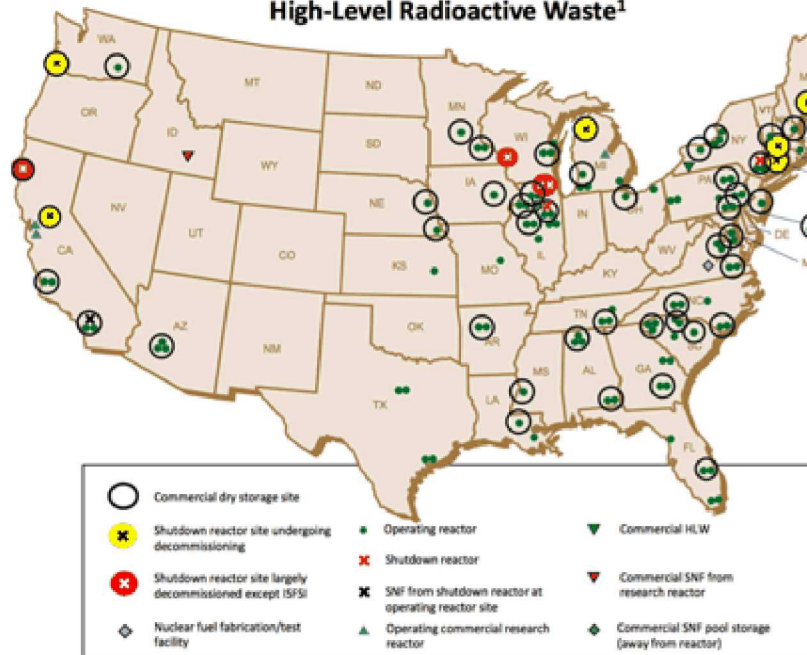 High-Level Radioactive Waste¹
WA
MT
ND
MN
OR
ID
SD
WI
WY
MI
VT
NY
NV
UT
CA
NE
IA
PA
OH
IN
IL
CO
KS
MO
WV
DE
KY
AZ
NM
OK
AR
TN
NC
SC
MS
AL
GA
LA
TX
FL
Commercial dry storage site
Shutdown reactor site undergoing
decommissioning
Shutdown reactor site largely
decommissioned except ISFSI
Nuclear fuel fabrication/test
facility
Operating reactor
Shutdown reactor
SNF from shutdown reactor at
operating reactor site
Operating commercial research
reactor
Commercial HLW
Commercial SNF from
research reactor
Commercial SNF pool storage
(away from reactor)